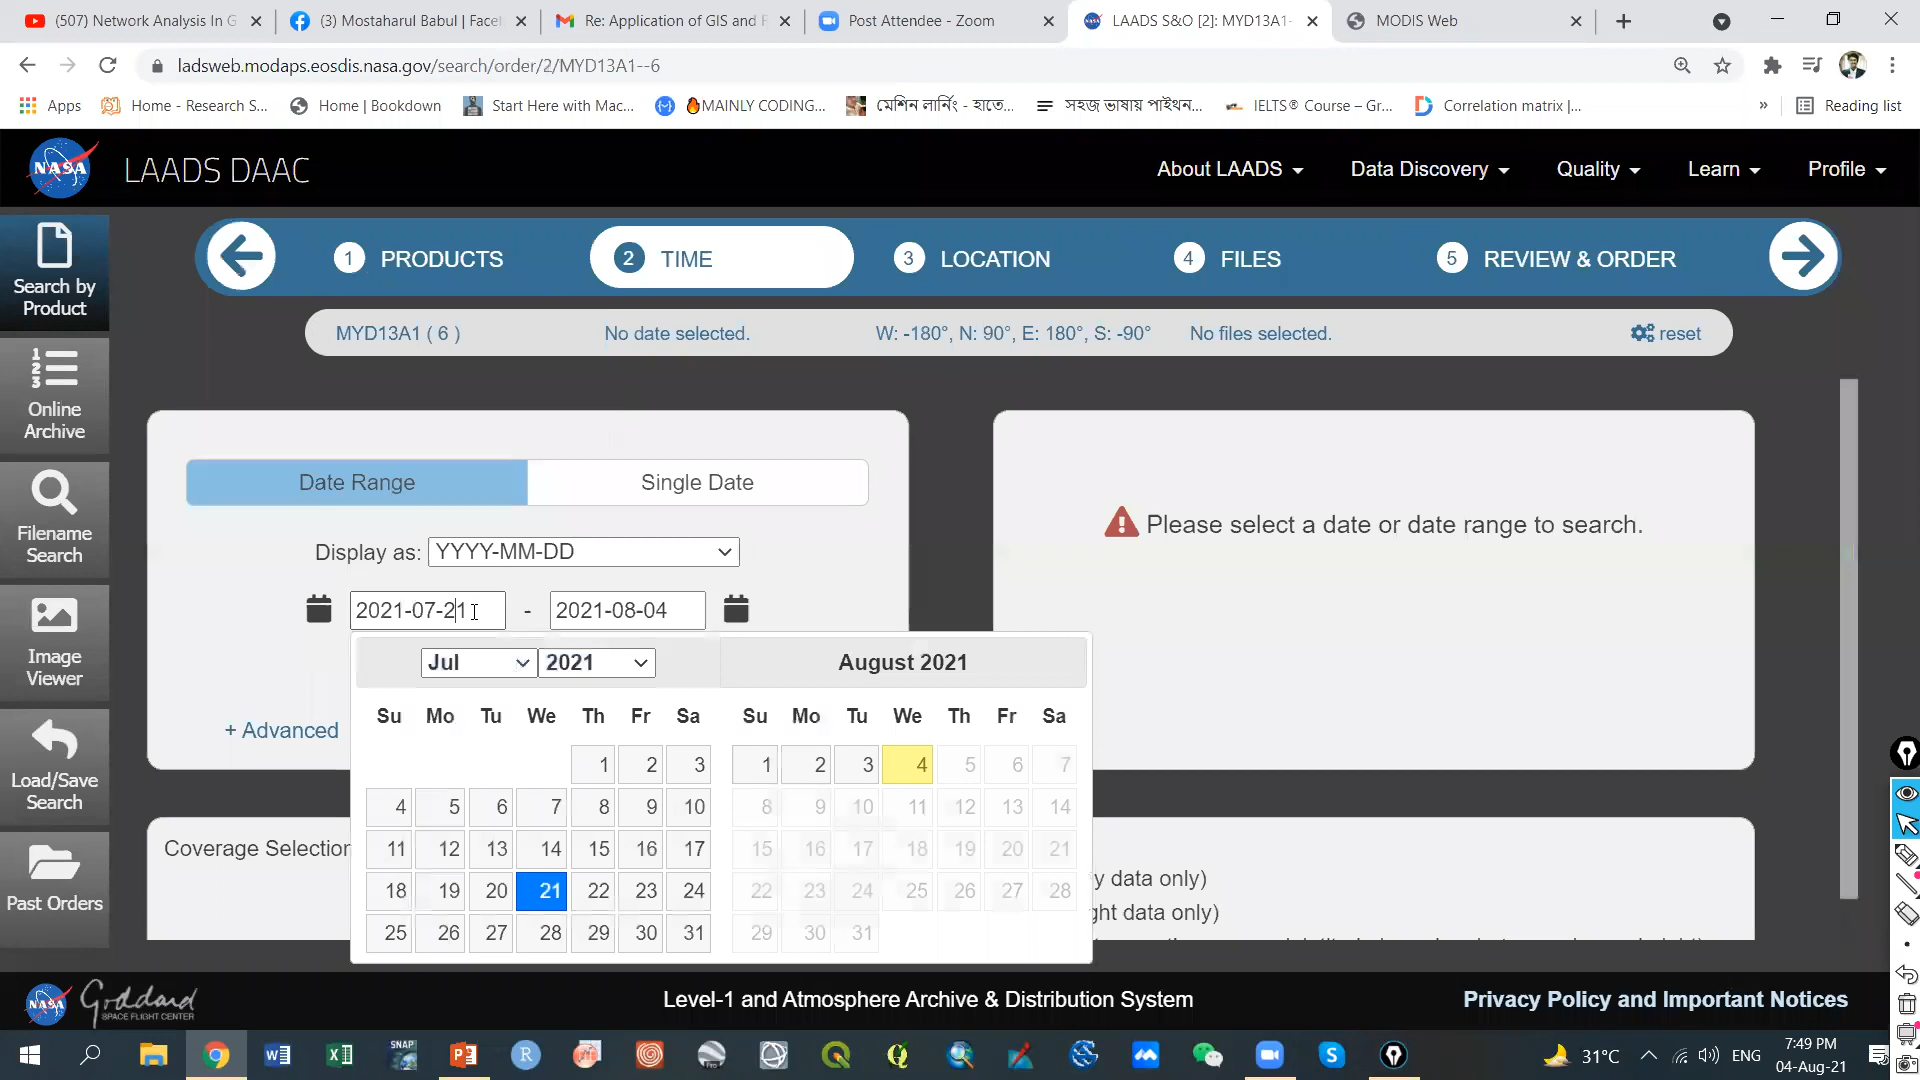 (507) Network Analysis In G
(3) Mostaharul Babul | Face
Re: Application of GIS and R
Post Attendee - Zoom
LAADS S&O [2]: MYD13A1-
MODIS Web
ladsweb.modaps.eosdis.nasa.gov/search/order/2/MYD13A1--6
Apps
Home - Research S...
Home | Bookdown
Start Here with Mac...
MAINLY CODING...
মেশিন লার্নিং - হাতে...
সহজ ভাষায় পাইথন...
IELTS® Course – Gr...
Correlation matrix |...
»
Reading list
NASA
LAADS DAAC
About LAADS
Data Discovery
Quality
Learn
Profile
Search by
Product
1 PRODUCTS
2 TIME
3 LOCATION
4 FILES
5 REVIEW & ORDER
MYD13A1 ( 6 )
No date selected.
W: -180°, N: 90°, E: 180°, S: -90°
No files selected.
reset
Online
Archive
Filename
Search
Image
Viewer
Load/Save
Search
Past Orders
Date Range
Single Date
Display as: YYYY-MM-DD
2021-07-21 - 2021-08-04
+ Advanced
Please select a date or date range to search.
Jul 2021
August 2021
Su Mo Tu We Th Fr Sa
1 2 3
4 5 6 7 8 9 10
11 12 13 14 15 16 17
18 19 20 21 22 23 24
25 26 27 28 29 30 31
Su Mo Tu We Th Fr Sa
1 2 3 4 5 6 7
8 9 10 11 12 13 14
15 16 17 18 19 20 21
22 23 24 25 26 27 28
29 30 31
Coverage Selection
y data only)
ght data only)
NASA
Goddard
SPACE FLIGHT CENTER
Level-1 and Atmosphere Archive & Distribution System
Privacy Policy and Important Notices
31°C
ENG
7:49 PM
04-Aug-21